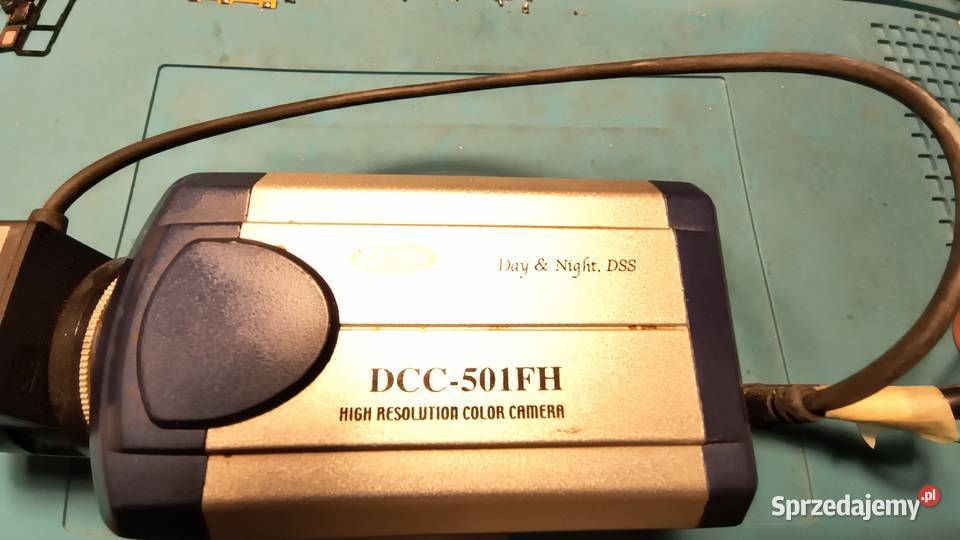 Day & Night, DSS
DCC-501FH
HIGH RESOLUTION COLOR CAMERA
Sprzedajemy.pl